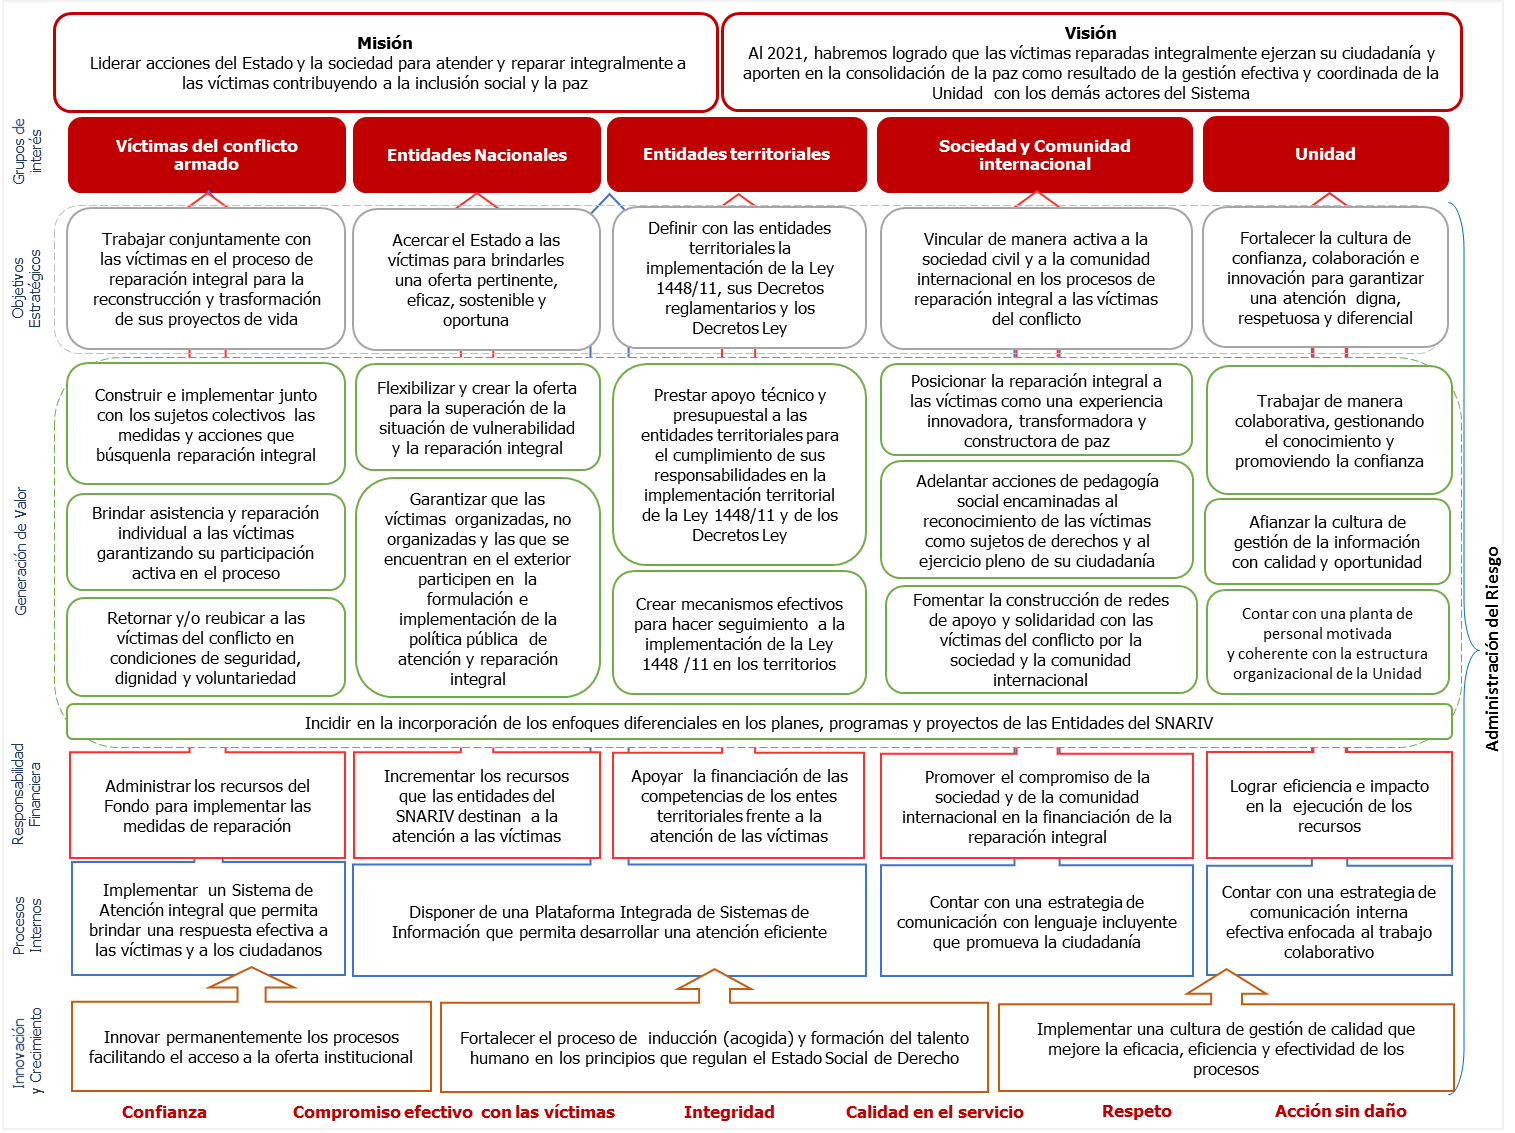 Misión
Liderar acciones del Estado y la sociedad para atender y reparar integralmente a
las víctimas contribuyendo a la inclusión social y la paz
Visión
Al 2021, habremos logrado que las víctimas reparadas integralmente ejerzan su ciudadanía y
aporten en la consolidación de la paz como resultado de la gestión efectiva y coordinada de la
Unidad con los demás actores del Sistema
Grupos de
interés
Víctimas del conflicto
armado
Entidades Nacionales
Entidades territoriales
Sociedad y Comunidad
internacional
Unidad
Objetivos
Estratégicos
Trabajar conjuntamente con
las víctimas en el proceso de
reparación integral para la
reconstrucción y trasformación
de sus proyectos de vida
Acercar el Estado a las
víctimas para brindarles
una oferta pertinente,
eficaz, sostenible y
oportuna
Definir con las entidades
territoriales la
implementación de la Ley
1448/11, sus Decretos
reglamentarios y los
Decretos Ley
Vincular de manera activa a la
sociedad civil y a la comunidad
internacional en los procesos de
reparación integral a las víctimas
del conflicto
Fortalecer la cultura de
confianza, colaboración e
innovación para garantizar
una atención digna,
respetuosa y diferencial
Generación de Valor
Construir e implementar junto
con los sujetos colectivos las
medidas y acciones que
búsquenla reparación integral
Brindar asistencia y reparación
individual a las víctimas
garantizando su participación
activa en el proceso
Retornar y/o reubicar a las
víctimas del conflicto en
condiciones de seguridad,
dignidad y voluntariedad
Flexibilizar y crear la oferta
para la superación de la
situación de vulnerabilidad
y la reparación integral
Garantizar que las
víctimas organizadas, no
organizadas y las que se
encuentran en el exterior
participen en la
formulación e
implementación de la
política pública de
atención y reparación
integral
Prestar apoyo técnico y
presupuestal a las
entidades territoriales para
el cumplimiento de sus
responsabilidades en la
implementación territorial
de la Ley 1448/11 y de los
Decretos Ley
Crear mecanismos efectivos
para hacer seguimiento a la
implementación de la Ley
1448 /11 en los territorios
Posicionar la reparación integral a
las víctimas como una experiencia
innovadora, transformadora y
constructora de paz
Adelantar acciones de pedagogía
social encaminadas al
reconocimiento de las víctimas
como sujetos de derechos y al
ejercicio pleno de su ciudadanía
Fomentar la construcción de redes
de apoyo y solidaridad con las
víctimas del conflicto por la
sociedad y la comunidad
internacional
Trabajar de manera
colaborativa, gestionando
el conocimiento y
promoviendo la confianza
Afianzar la cultura de
gestión de la información
con calidad y oportunidad
Contar con una planta de
personal motivada
y coherente con la estructura
organizacional de la Unidad
Incidir en la incorporación de los enfoques diferenciales en los planes, programas y proyectos de las Entidades del SNARIV
Administración del Riesgo
Responsabilidad
Financiera
Administrar los recursos del
Fondo para implementar las
medidas de reparación
Incrementar los recursos
que las entidades del
SNARIV destinan a la
atención a las víctimas
Apoyar la financiación de las
competencias de los entes
territoriales frente a la
atención de las víctimas
Promover el compromiso de la
sociedad y de la comunidad
internacional en la financiación de la
reparación integral
Lograr eficiencia e impacto
en la ejecución de los
recursos
Procesos
Internos
Implementar un Sistema de
Atención integral que permita
brindar una respuesta efectiva a
las víctimas y a los ciudadanos
Disponer de una Plataforma Integrada de Sistemas de
Información que permita desarrollar una atención eficiente
Contar con una estrategia de
comunicación con lenguaje incluyente
que promueva la ciudadanía
Contar con una estrategia de
comunicación interna
efectiva enfocada al trabajo
colaborativo
Innovación
y Crecimiento
Innovar permanentemente los procesos
facilitando el acceso a la oferta institucional
Fortalecer el proceso de inducción (acogida) y formación del talento
humano en los principios que regulan el Estado Social de Derecho
Implementar una cultura de gestión de calidad que
mejore la eficacia, eficiencia y efectividad de los
procesos
Confianza
Compromiso efectivo con las víctimas
Integridad
Calidad en el servicio
Respeto
Acción sin daño